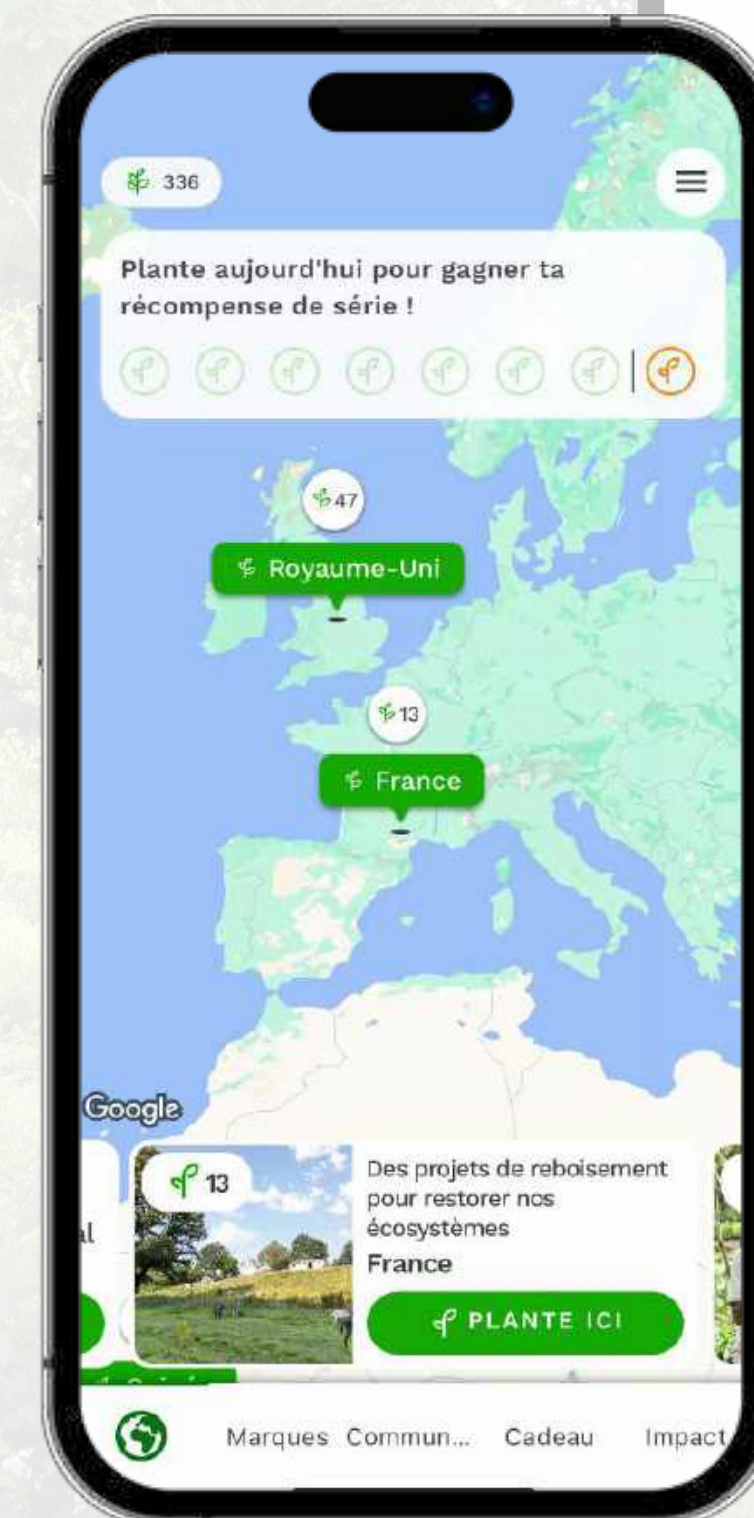 336
Plante aujourd'hui pour gagner ta
récompense de série !
47
Royaume-Uni
13
France
Google
13
Des projets de reboisement
pour restorer nos
écosystèmes
France
al
PLANTE ICI
Marques Commun... Cadeau Impact